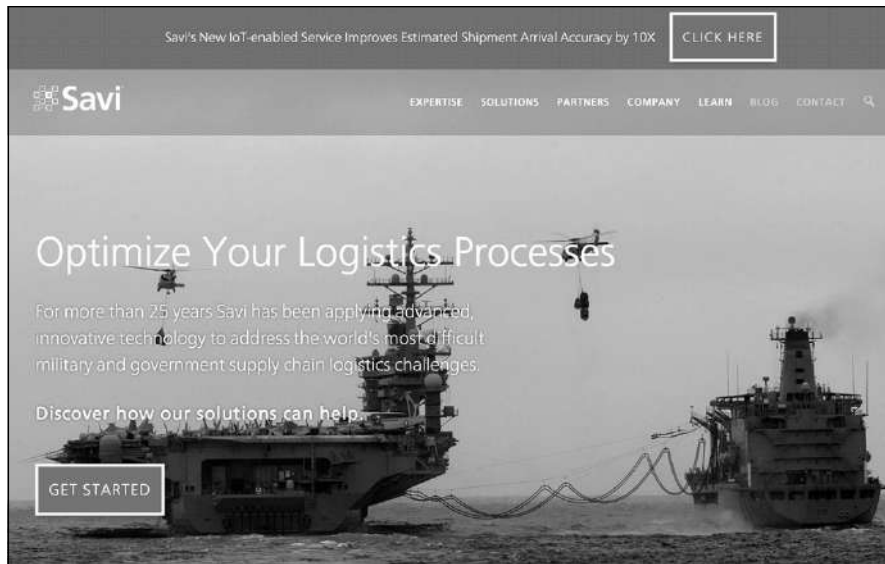 Savi's New IoT-enabled Service Improves Estimated Shipment Arrival Accuracy by 10X
CLICK HERE
Savi
EXPERTISE SOLUTIONS PARTNERS COMPANY LEARN BLOG CONTACT
Optimize Your Logistics Processes
For more than 25 years Savi has been applying advanced,
innovative technology to address the world's most difficult
military and government supply chain logistics challenges.
Discover how our solutions can help.
GET STARTED